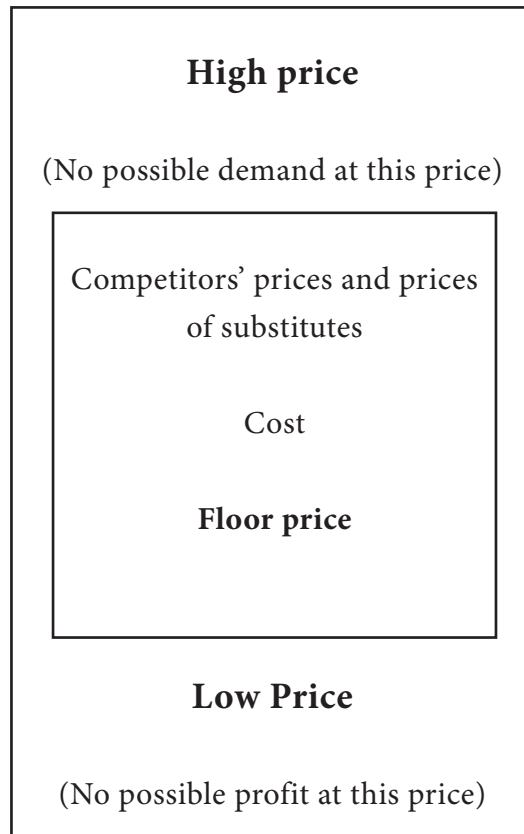 High price
(No possible demand at this price)
Competitors’ prices and prices
of substitutes
Cost
Floor price
Low Price
(No possible profit at this price)